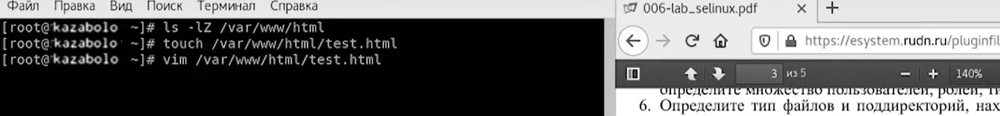 Файл Правка Вид Поиск Терминал Справка
[root@kazabolo ~]# ls -lZ /var/www/html
[root@kazabolo ~]# touch /var/www/html/test.html
[root@kazabolo ~]# vim /var/www/html/test.html
006-lab_selinux.pdf
https://esystem.rudn.ru/pluginfil
3 из 5
140%
определите множество пользователей, ролей, ти
6. Определите тип файлов и поддиректорий, нах